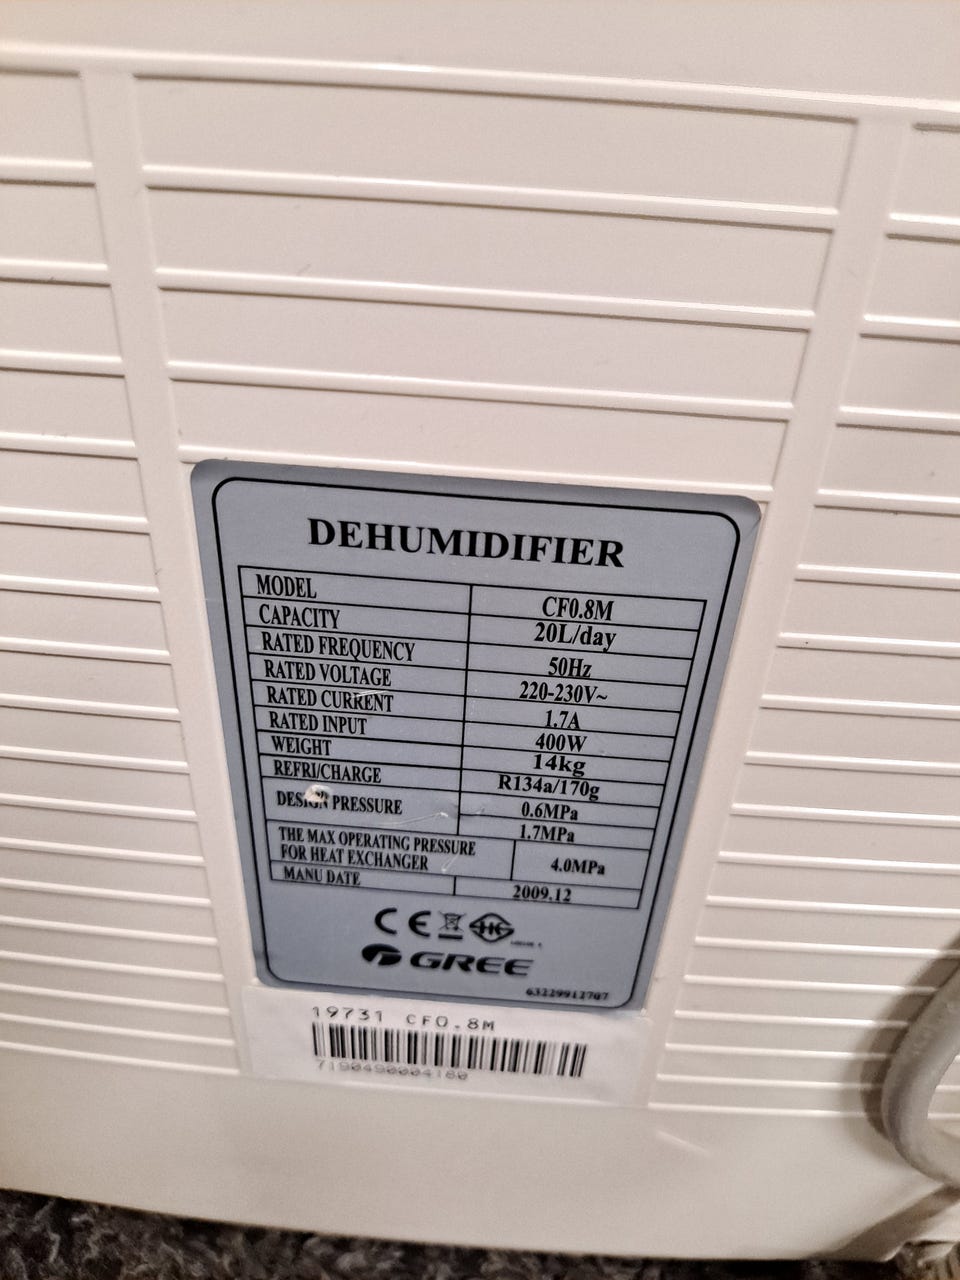 DEHUMIDIFIER
MODEL CF0.8M
CAPACITY 20L/day
RATED FREQUENCY 50Hz
RATED VOLTAGE 220-230V~
RATED CURRENT 1.7A
RATED INPUT 400W
WEIGHT 14kg
REFRI/CHARGE R134a/170g
DESIGN PRESSURE 0.6MPa
1.7MPa
THE MAX OPERATING PRESSURE
FOR HEAT EXCHANGER 4.0MPa
MANU DATE 2009.12
CE
GREE
63229912707
19731 CF0.8M
7190490004180